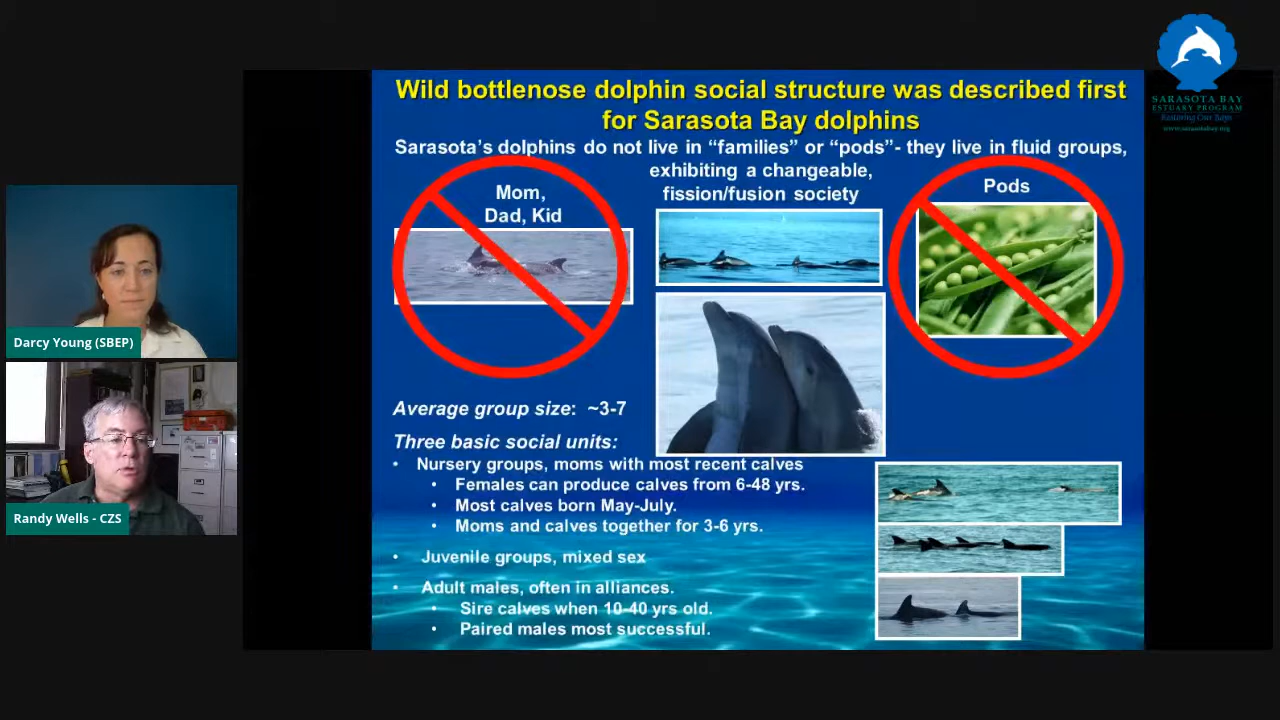 Wild bottlenose dolphin social structure was described first
for Sarasota Bay dolphins
Sarasota's dolphins do not live in “families” or “pods”- they live in fluid groups,
exhibiting a changeable,
fission/fusion society
Mom,
Dad, Kid
Pods
Average group size: ~3-7
Three basic social units:
• Nursery groups, moms with most recent calves
• Females can produce calves from 6-48 yrs.
• Most calves born May-July.
• Moms and calves together for 3-6 yrs.
• Juvenile groups, mixed sex
• Adult males, often in alliances.
• Sire calves when 10-40 yrs old.
• Paired males most successful.
Darcy Young (SBEP)
Randy Wells - CZS
SARASOTA BAY
ESTUARY PROGRAM
Restoring Our Bays
www.sarasotabay.org